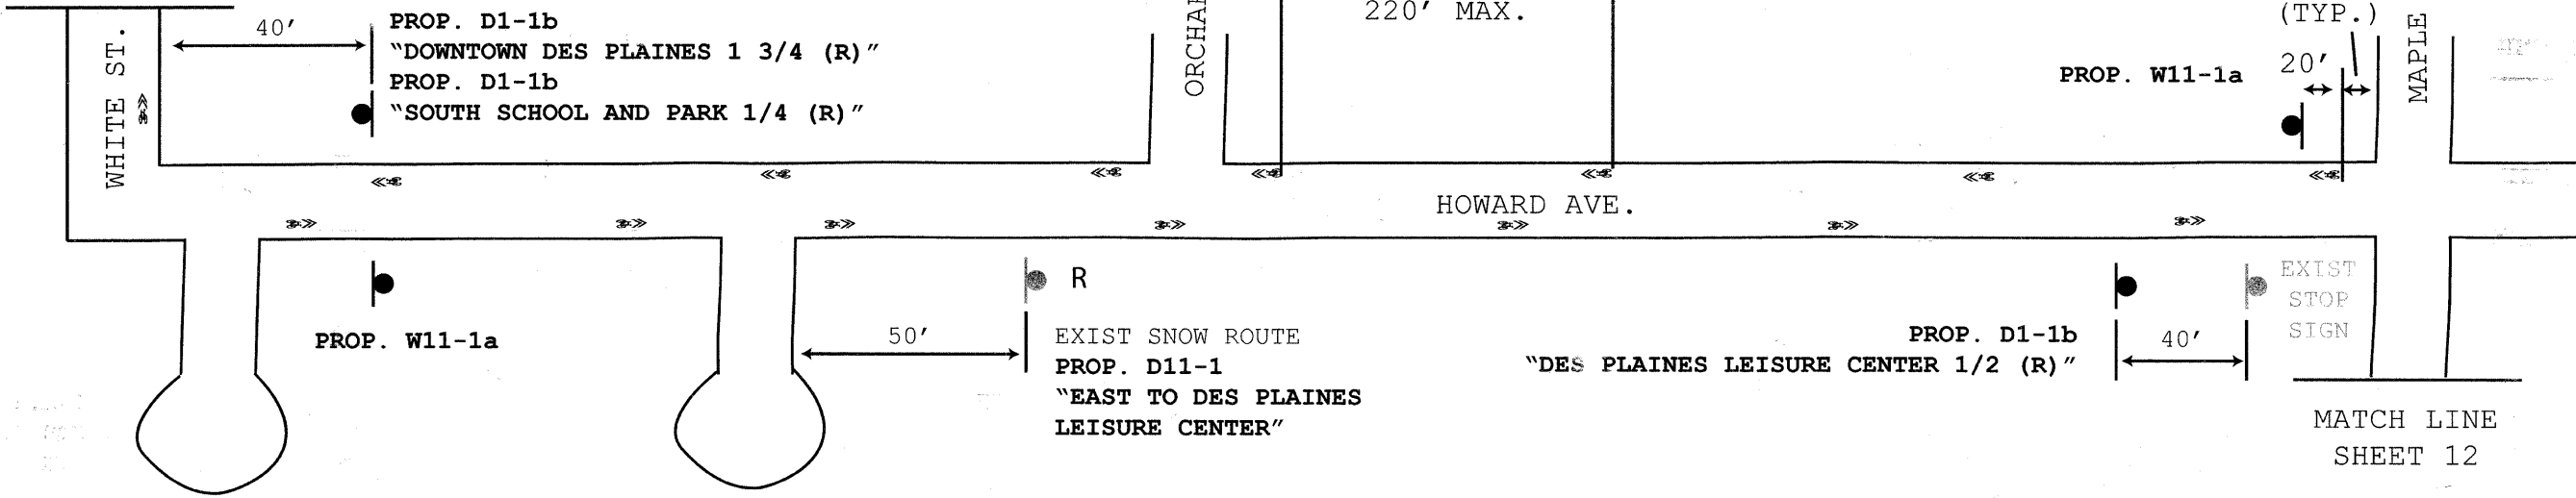 40′
PROP. D1-1b
“DOWNTOWN DES PLAINES 1 3/4 (R)”
PROP. D1-1b
“SOUTH SCHOOL AND PARK 1/4 (R)”
WHITE ST.
220′ MAX.
(TYP.)
MAPLE
20′
PROP. W11-1a
HOWARD AVE.
PROP. W11-1a
50′
R
EXIST SNOW ROUTE
PROP. D11-1
“EAST TO DES PLAINES
LEISURE CENTER”
PROP. D1-1b
“DES PLAINES LEISURE CENTER 1/2 (R)”
40′
EXIST
STOP
SIGN
MATCH LINE
SHEET 12